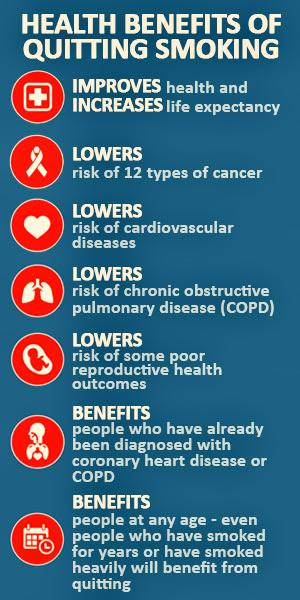 HEALTH BENEFITS OF
QUITTING SMOKING
IMPROVES health and
INCREASES life expectancy
LOWERS
risk of 12 types of cancer
LOWERS
risk of cardiovascular
diseases
LOWERS
risk of chronic obstructive
pulmonary disease (COPD)
LOWERS
risk of some poor
reproductive health
outcomes
BENEFITS
people who have already
been diagnosed with
coronary heart disease or
COPD
BENEFITS
people at any age - even
people who have smoked
for years or have smoked
heavily will benefit from
quitting